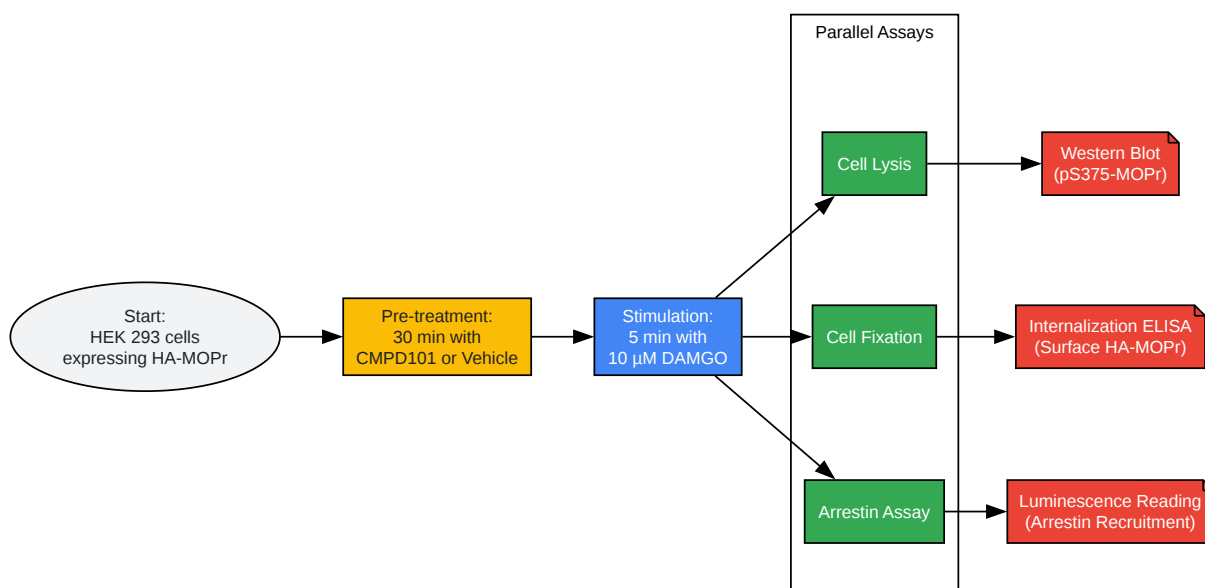 Parallel Assays
Start:
HEK 293 cells
expressing HA-MOPr
Pre-treatment:
30 min with
CMPD101 or Vehicle
Stimulation:
5 min with
10 µM DAMGO
Cell Lysis
Western Blot
(pS375-MOPr)
Cell Fixation
Internalization ELISA
(Surface HA-MOPr)
Arrestin Assay
Luminescence Reading
(Arrestin Recruitment)